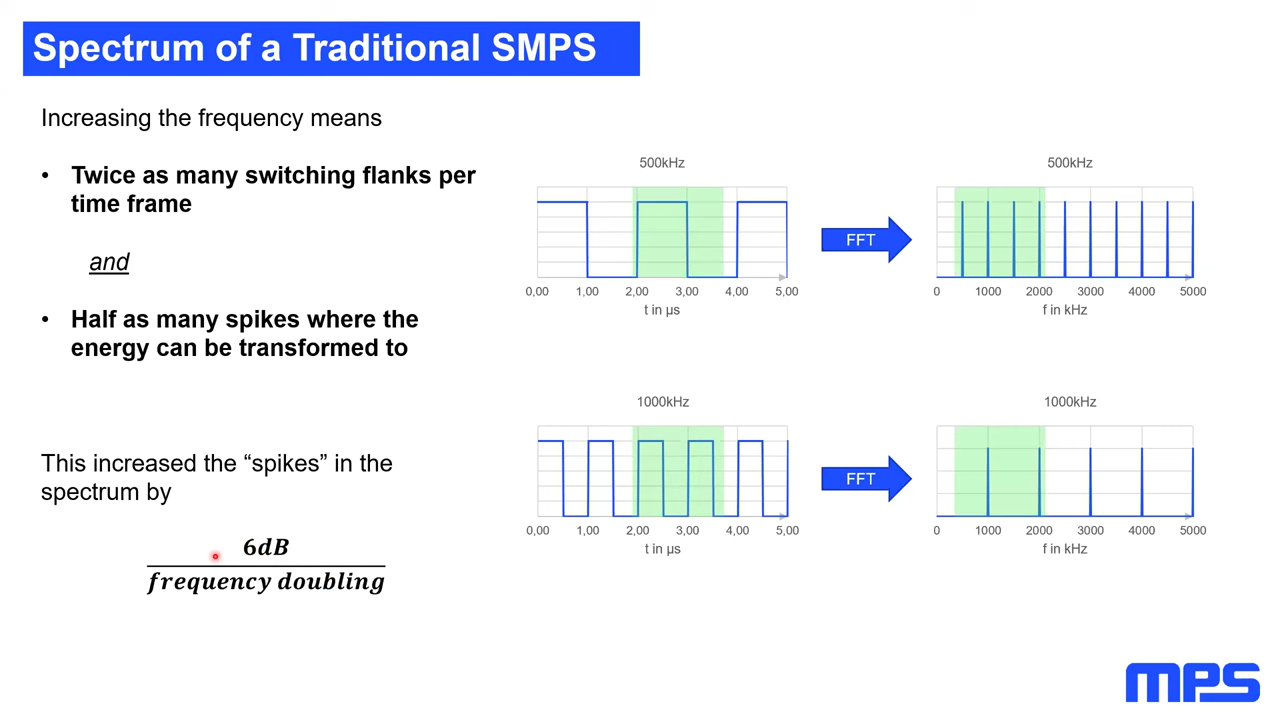 Spectrum of a Traditional SMPS
Increasing the frequency means
• Twice as many switching flanks per
time frame
and
• Half as many spikes where the
energy can be transformed to
This increased the “spikes” in the
spectrum by
6dB
frequency doubling
500kHz
0,00 1,00 2,00 3,00 4,00 5,00
t in µs
FFT
500kHz
0 1000 2000 3000 4000 5000
f in kHz
1000kHz
0,00 1,00 2,00 3,00 4,00 5,00
t in µs
FFT
1000kHz
0 1000 2000 3000 4000 5000
f in kHz
mps